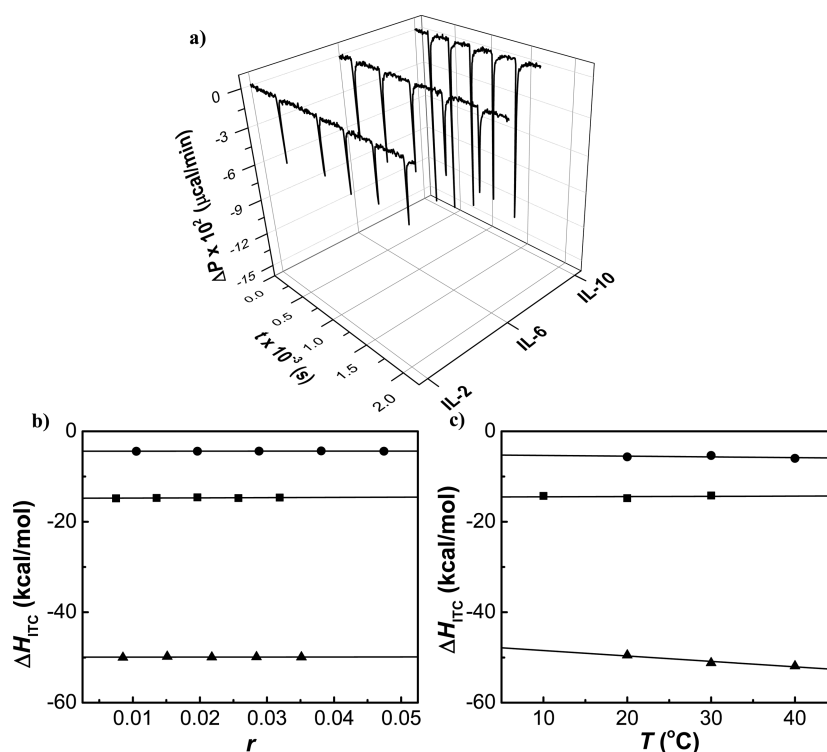 a)
0
-3
-6
-9
-12
-15
ΔP x 10² (μcal/min)
0.0
0.5
1.0
1.5
2.0
t x 10⁻³ (s)
IL-2
IL-6
IL-10
b)
0
-20
-40
-60
ΔH_ITC (kcal/mol)
0.01 0.02 0.03 0.04 0.05
r
c)
0
-20
-40
-60
ΔH_ITC (kcal/mol)
10 20 30 40
T (°C)